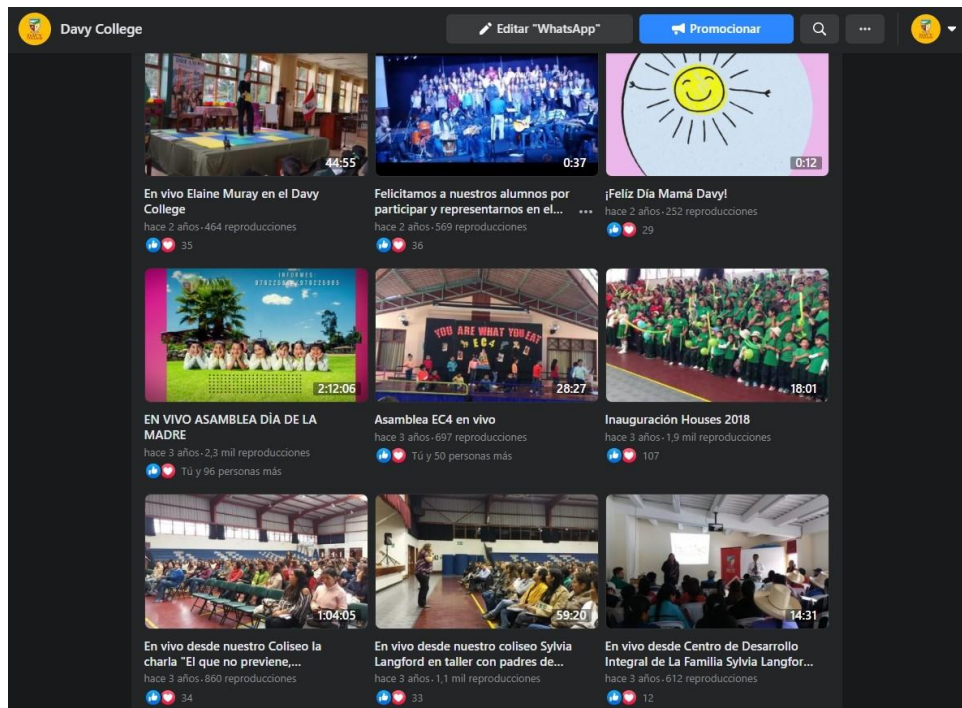 Davy College
Editar "WhatsApp"
Promocionar
44:55
0:37
0:12
En vivo Elaine Muray en el Davy
College
hace 2 años · 464 reproducciones
35
Felicitamos a nuestros alumnos por
participar y representarnos en el...
hace 2 años · 569 reproducciones
36
¡Feliz Día Mamá Davy!
hace 2 años · 252 reproducciones
29
INFORMES:
2:12:06
YOU ARE WHAT YOU EAT
EC4
28:27
18:01
EN VIVO ASAMBLEA DÌA DE LA
MADRE
hace 3 años · 2,3 mil reproducciones
Tú y 96 personas más
Asamblea EC4 en vivo
hace 3 años · 697 reproducciones
Tú y 50 personas más
Inauguración Houses 2018
hace 3 años · 1,9 mil reproducciones
107
1:04:05
59:20
14:31
En vivo desde nuestro Coliseo la
charla "El que no previene,...
hace 3 años · 860 reproducciones
34
En vivo desde nuestro coliseo Sylvia
Langford en taller con padres de...
hace 3 años · 1,1 mil reproducciones
33
En vivo desde Centro de Desarrollo
Integral de La Familia Sylvia Langfor...
hace 3 años · 612 reproducciones
12